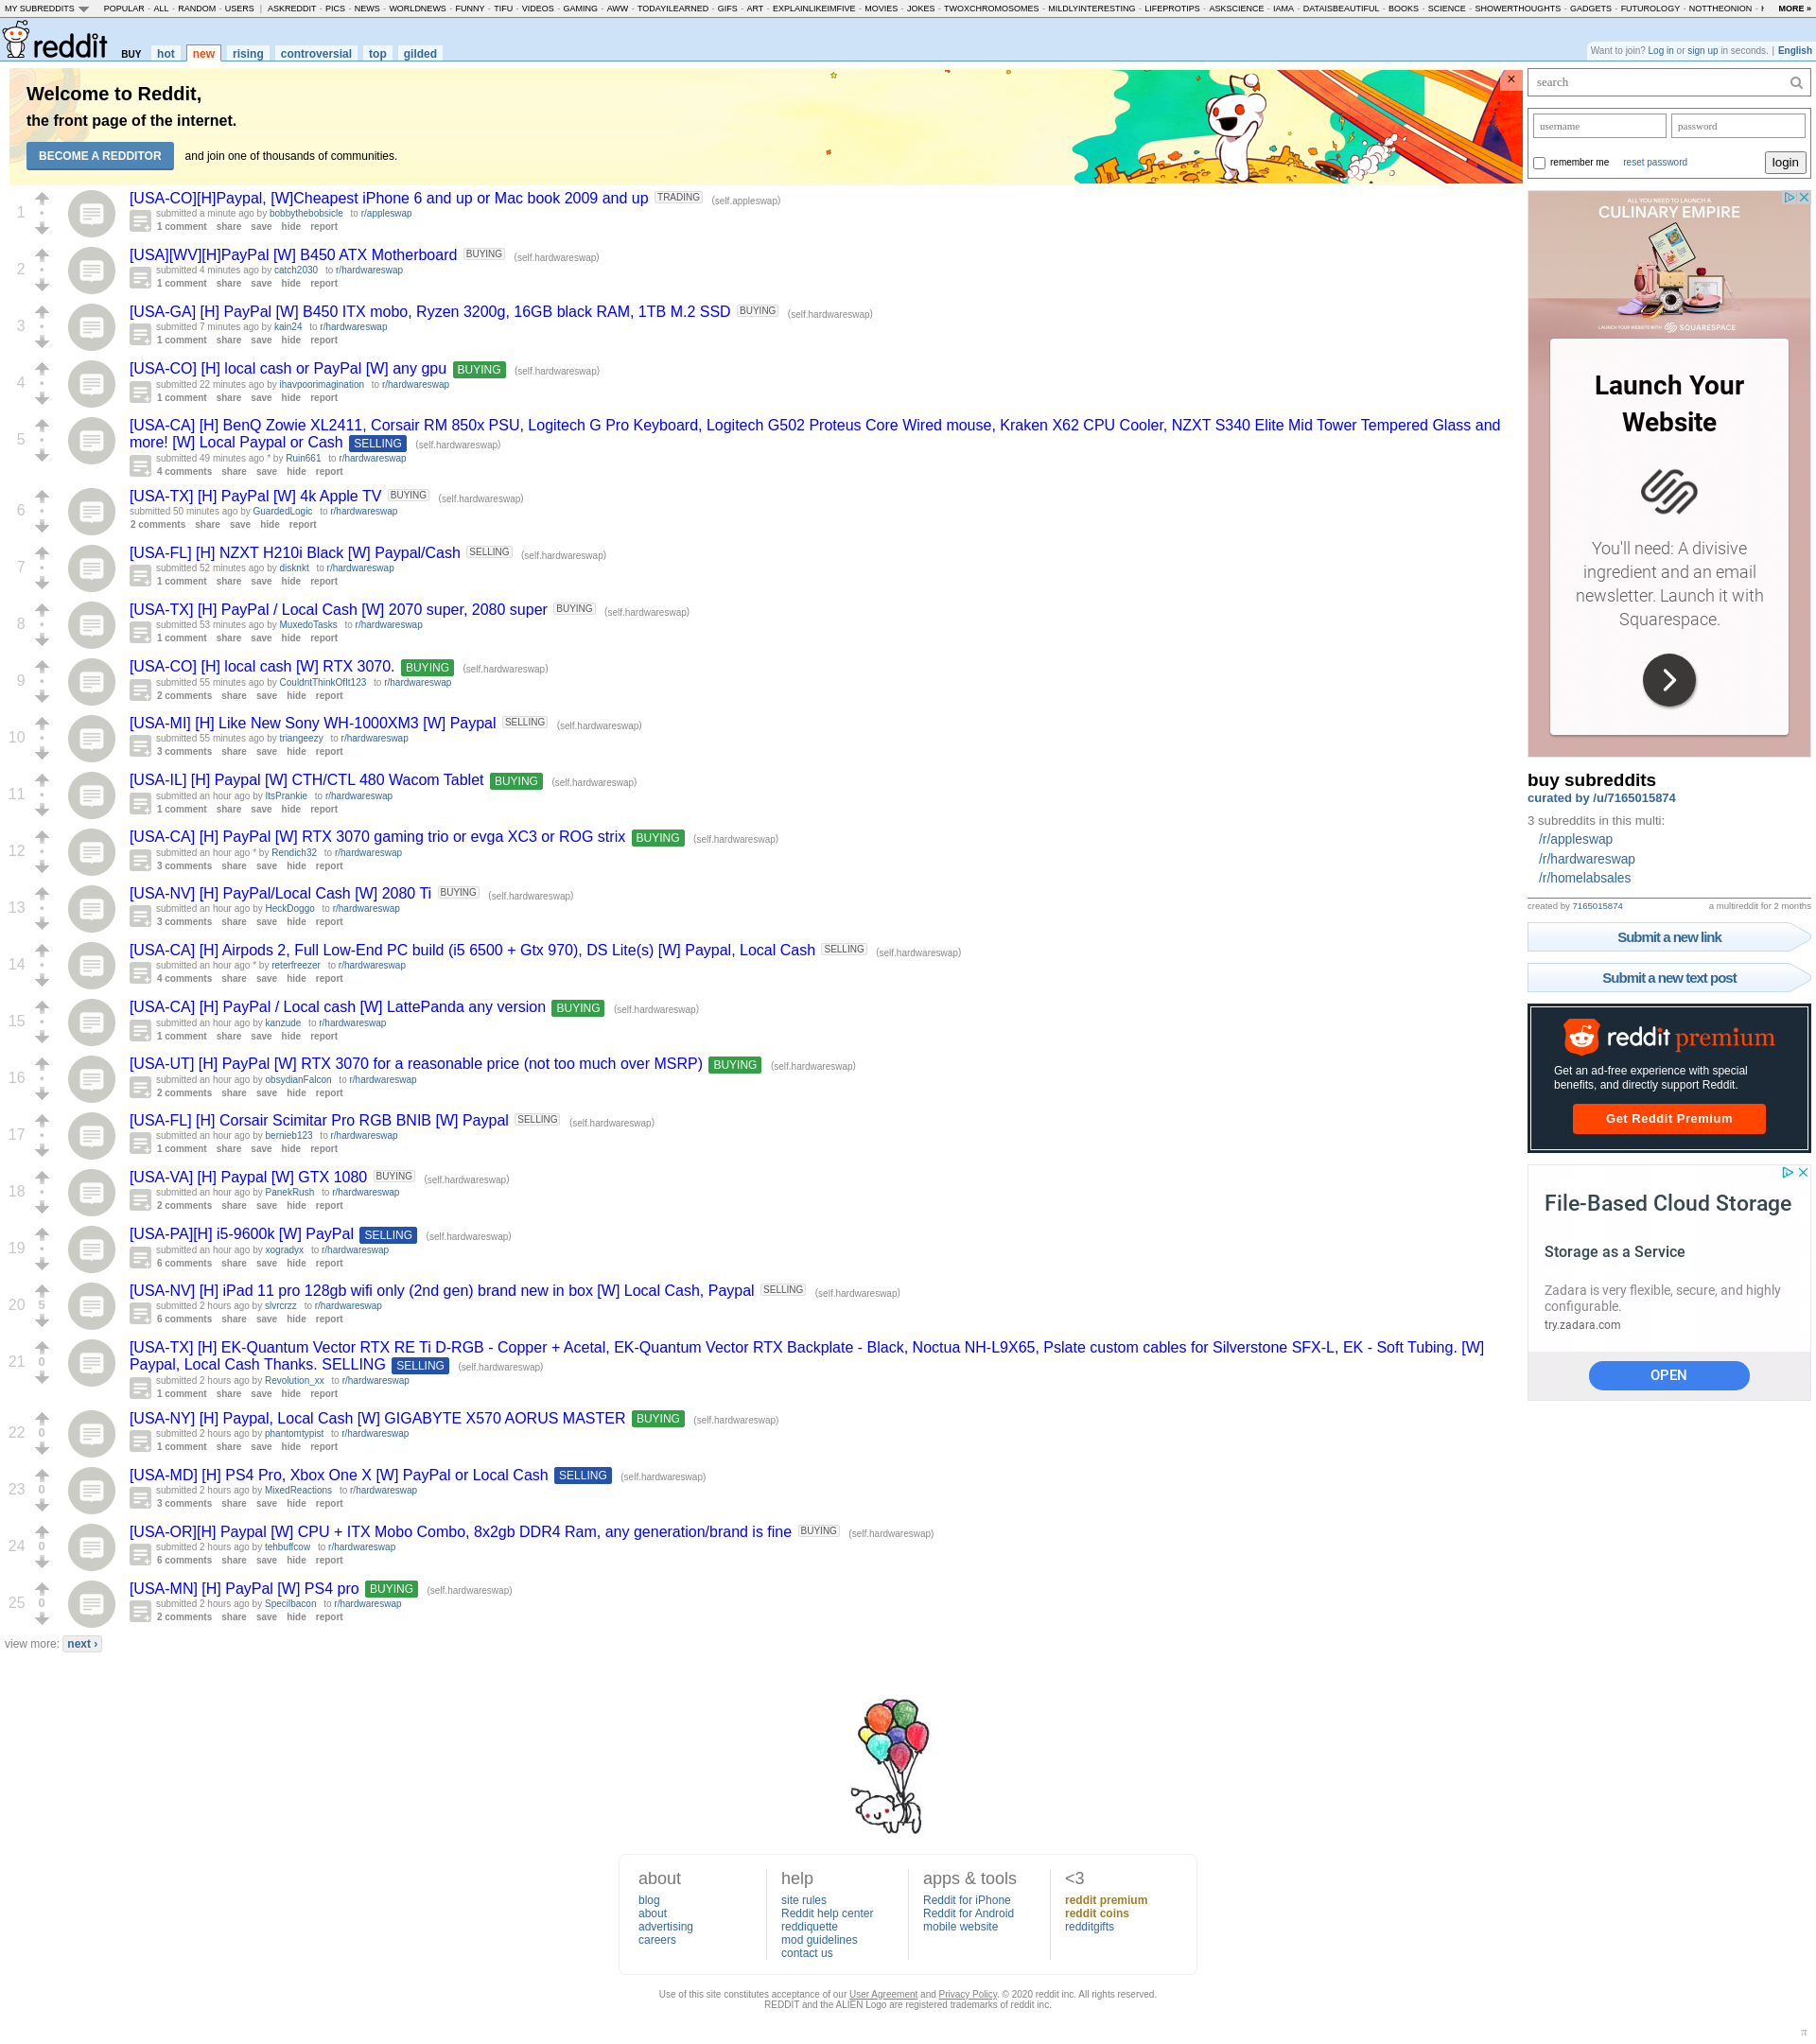 MY SUBREDDITS POPULAR - ALL - RANDOM - USERS | ASKREDDIT - PICS - NEWS - WORLDNEWS - FUNNY - TIFU - VIDEOS - GAMING - AWW - TODAYILEARNED - GIFS - ART - EXPLAINLIKEIMFIVE - MOVIES - JOKES - TWOXCHROMOSOMES - MILDLYINTERESTING - LIFEPROTIPS - ASKSCIENCE - IAMA - DATAISBEAUTIFUL - BOOKS - SCIENCE - SHOWERTHOUGHTS - GADGETS - FUTUROLOGY - NOTTHEONION - MORE »
reddit BUY hot new rising controversial top gilded
Want to join? Log in or sign up in seconds. | English
Welcome to Reddit,
the front page of the internet.
BECOME A REDDITOR and join one of thousands of communities.
×
1
[USA-CO][H]Paypal, [W]Cheapest iPhone 6 and up or Mac book 2009 and up TRADING (self.appleswap)
submitted a minute ago by bobbythebobsicle to r/appleswap
1 comment share save hide report
2
[USA][WV][H]PayPal [W] B450 ATX Motherboard BUYING (self.hardwareswap)
submitted 4 minutes ago by catch2030 to r/hardwareswap
1 comment share save hide report
3
[USA-GA] [H] PayPal [W] B450 ITX mobo, Ryzen 3200g, 16GB black RAM, 1TB M.2 SSD BUYING (self.hardwareswap)
submitted 7 minutes ago by kain24 to r/hardwareswap
1 comment share save hide report
4
[USA-CO] [H] local cash or PayPal [W] any gpu BUYING (self.hardwareswap)
submitted 22 minutes ago by ihavpoorimagination to r/hardwareswap
1 comment share save hide report
5
[USA-CA] [H] BenQ Zowie XL2411, Corsair RM 850x PSU, Logitech G Pro Keyboard, Logitech G502 Proteus Core Wired mouse, Kraken X62 CPU Cooler, NZXT S340 Elite Mid Tower Tempered Glass and
more! [W] Local Paypal or Cash SELLING (self.hardwareswap)
submitted 49 minutes ago * by Ruin661 to r/hardwareswap
4 comments share save hide report
6
[USA-TX] [H] PayPal [W] 4k Apple TV BUYING (self.hardwareswap)
submitted 50 minutes ago by GuardedLogic to r/hardwareswap
2 comments share save hide report
7
[USA-FL] [H] NZXT H210i Black [W] Paypal/Cash SELLING (self.hardwareswap)
submitted 52 minutes ago by disknkt to r/hardwareswap
1 comment share save hide report
8
[USA-TX] [H] PayPal / Local Cash [W] 2070 super, 2080 super BUYING (self.hardwareswap)
submitted 53 minutes ago by MuxedoTasks to r/hardwareswap
1 comment share save hide report
9
[USA-CO] [H] local cash [W] RTX 3070. BUYING (self.hardwareswap)
submitted 55 minutes ago by CouldntThinkOfIt123 to r/hardwareswap
2 comments share save hide report
10
[USA-MI] [H] Like New Sony WH-1000XM3 [W] Paypal SELLING (self.hardwareswap)
submitted 55 minutes ago by triangeezy to r/hardwareswap
3 comments share save hide report
11
[USA-IL] [H] Paypal [W] CTH/CTL 480 Wacom Tablet BUYING (self.hardwareswap)
submitted an hour ago by ItsPrankie to r/hardwareswap
1 comment share save hide report
12
[USA-CA] [H] PayPal [W] RTX 3070 gaming trio or evga XC3 or ROG strix BUYING (self.hardwareswap)
submitted an hour ago * by Rendich32 to r/hardwareswap
3 comments share save hide report
13
[USA-NV] [H] PayPal/Local Cash [W] 2080 Ti BUYING (self.hardwareswap)
submitted an hour ago by HeckDoggo to r/hardwareswap
3 comments share save hide report
14
[USA-CA] [H] Airpods 2, Full Low-End PC build (i5 6500 + Gtx 970), DS Lite(s) [W] Paypal, Local Cash SELLING (self.hardwareswap)
submitted an hour ago * by reterfreezer to r/hardwareswap
4 comments share save hide report
15
[USA-CA] [H] PayPal / Local cash [W] LattePanda any version BUYING (self.hardwareswap)
submitted an hour ago by kanzude to r/hardwareswap
1 comment share save hide report
16
[USA-UT] [H] PayPal [W] RTX 3070 for a reasonable price (not too much over MSRP) BUYING (self.hardwareswap)
submitted an hour ago by obsydianFalcon to r/hardwareswap
2 comments share save hide report
17
[USA-FL] [H] Corsair Scimitar Pro RGB BNIB [W] Paypal SELLING (self.hardwareswap)
submitted an hour ago by bernieb123 to r/hardwareswap
1 comment share save hide report
18
[USA-VA] [H] Paypal [W] GTX 1080 BUYING (self.hardwareswap)
submitted an hour ago by PanekRush to r/hardwareswap
2 comments share save hide report
19
[USA-PA][H] i5-9600k [W] PayPal SELLING (self.hardwareswap)
submitted an hour ago by xogradyx to r/hardwareswap
6 comments share save hide report
20 5
[USA-NV] [H] iPad 11 pro 128gb wifi only (2nd gen) brand new in box [W] Local Cash, Paypal SELLING (self.hardwareswap)
submitted 2 hours ago by slvrcrzz to r/hardwareswap
6 comments share save hide report
21 0
[USA-TX] [H] EK-Quantum Vector RTX RE Ti D-RGB - Copper + Acetal, EK-Quantum Vector RTX Backplate - Black, Noctua NH-L9X65, Pslate custom cables for Silverstone SFX-L, EK - Soft Tubing. [W]
Paypal, Local Cash Thanks. SELLING SELLING (self.hardwareswap)
submitted 2 hours ago by Revolution_xx to r/hardwareswap
1 comment share save hide report
22 0
[USA-NY] [H] Paypal, Local Cash [W] GIGABYTE X570 AORUS MASTER BUYING (self.hardwareswap)
submitted 2 hours ago by phantomtypist to r/hardwareswap
1 comment share save hide report
23 0
[USA-MD] [H] PS4 Pro, Xbox One X [W] PayPal or Local Cash SELLING (self.hardwareswap)
submitted 2 hours ago by MixedReactions to r/hardwareswap
3 comments share save hide report
24 0
[USA-OR][H] Paypal [W] CPU + ITX Mobo Combo, 8x2gb DDR4 Ram, any generation/brand is fine BUYING (self.hardwareswap)
submitted 2 hours ago by tehbuffcow to r/hardwareswap
6 comments share save hide report
25 0
[USA-MN] [H] PayPal [W] PS4 pro BUYING (self.hardwareswap)
submitted 2 hours ago by Specilbacon to r/hardwareswap
2 comments share save hide report
view more: next ›
search
username password
remember me reset password login
ALL YOU NEED TO LAUNCH A
CULINARY EMPIRE
LAUNCH YOUR WEBSITE WITH SQUARESPACE
Launch Your
Website
You'll need: A divisive
ingredient and an email
newsletter. Launch it with
Squarespace.
buy subreddits
curated by /u/7165015874
3 subreddits in this multi:
/r/appleswap
/r/hardwareswap
/r/homelabsales
created by 7165015874 a multireddit for 2 months
Submit a new link
Submit a new text post
reddit premium
Get an ad-free experience with special
benefits, and directly support Reddit.
Get Reddit Premium
File-Based Cloud Storage
Storage as a Service
Zadara is very flexible, secure, and highly
configurable.
try.zadara.com
OPEN
about
blog
about
advertising
careers
help
site rules
Reddit help center
reddiquette
mod guidelines
contact us
apps & tools
Reddit for iPhone
Reddit for Android
mobile website
<3
reddit premium
reddit coins
redditgifts
Use of this site constitutes acceptance of our User Agreement and Privacy Policy. © 2020 reddit inc. All rights reserved.
REDDIT and the ALIEN Logo are registered trademarks of reddit inc.
π